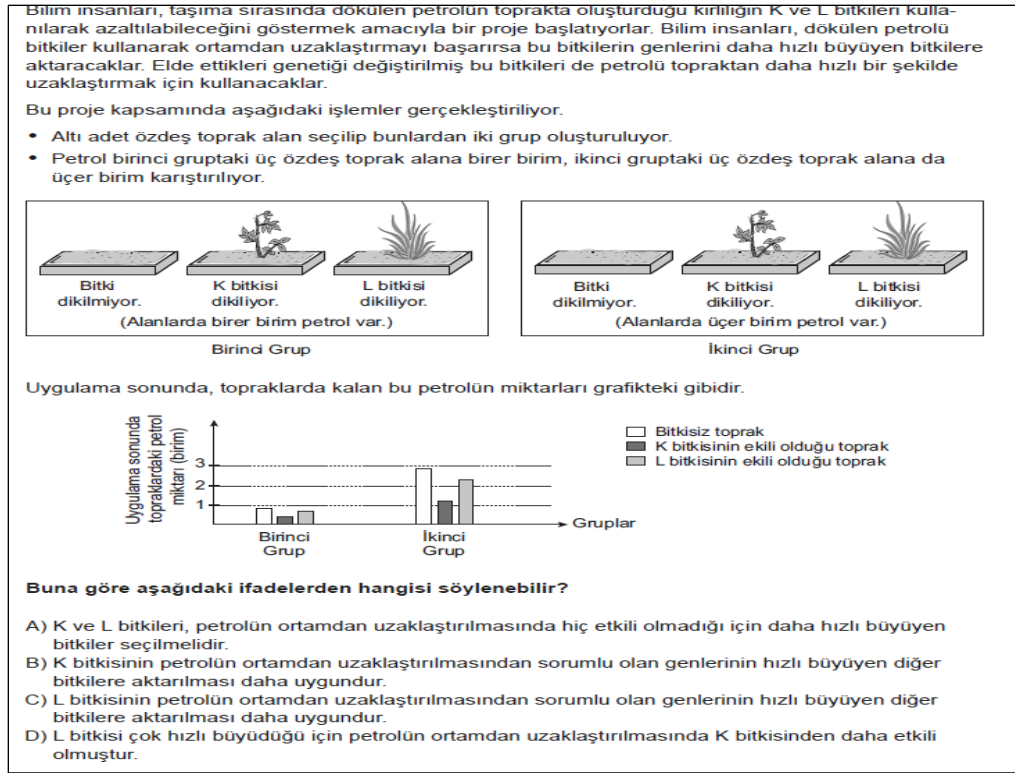 Bilim insanları, taşıma sırasında dökülen petrolün toprakta oluşturduğu kirliliğin K ve L bitkileri kulla-
nılarak azaltılabileceğini göstermek amacıyla bir proje başlatıyorlar. Bilim insanları, dökülen petrolü
bitkiler kullanarak ortamdan uzaklaştırmayı başarırsa bu bitkilerin genlerini daha hızlı büyüyen bitkilere
aktaracaklar. Elde ettikleri genetiği değiştirilmiş bu bitkileri de petrolü topraktan daha hızlı bir şekilde
uzaklaştırmak için kullanacaklar.
Bu proje kapsamında aşağıdaki işlemler gerçekleştiriliyor.
• Altı adet özdeş toprak alan seçilip bunlardan iki grup oluşturuluyor.
• Petrol birinci gruptaki üç özdeş toprak alana birer birim, ikinci gruptaki üç özdeş toprak alana da
üçer birim karıştırılıyor.
Bitki dikilmiyor.
K bitkisi dikiliyor.
L bitkisi dikiliyor.
(Alanlarda birer birim petrol var.)
Birinci Grup
Bitki dikilmiyor.
K bitkisi dikiliyor.
L bitkisi dikiliyor.
(Alanlarda üçer birim petrol var.)
İkinci Grup
Uygulama sonunda, topraklarda kalan bu petrolün miktarları grafikteki gibidir.
Uygulama sonunda
topraklardaki petrol
miktarı (birim)
3
2
1
Birinci
Grup
İkinci
Grup
Gruplar
Bitkisiz toprak
K bitkisinin ekili olduğu toprak
L bitkisinin ekili olduğu toprak
Buna göre aşağıdaki ifadelerden hangisi söylenebilir?
A) K ve L bitkileri, petrolün ortamdan uzaklaştırılmasında hiç etkili olmadığı için daha hızlı büyüyen
bitkiler seçilmelidir.
B) K bitkisinin petrolün ortamdan uzaklaştırılmasından sorumlu olan genlerinin hızlı büyüyen diğer
bitkilere aktarılması daha uygundur.
C) L bitkisinin petrolün ortamdan uzaklaştırılmasından sorumlu olan genlerinin hızlı büyüyen diğer
bitkilere aktarılması daha uygundur.
D) L bitkisi çok hızlı büyüdüğü için petrolün ortamdan uzaklaştırılmasında K bitkisinden daha etkili
olmuştur.